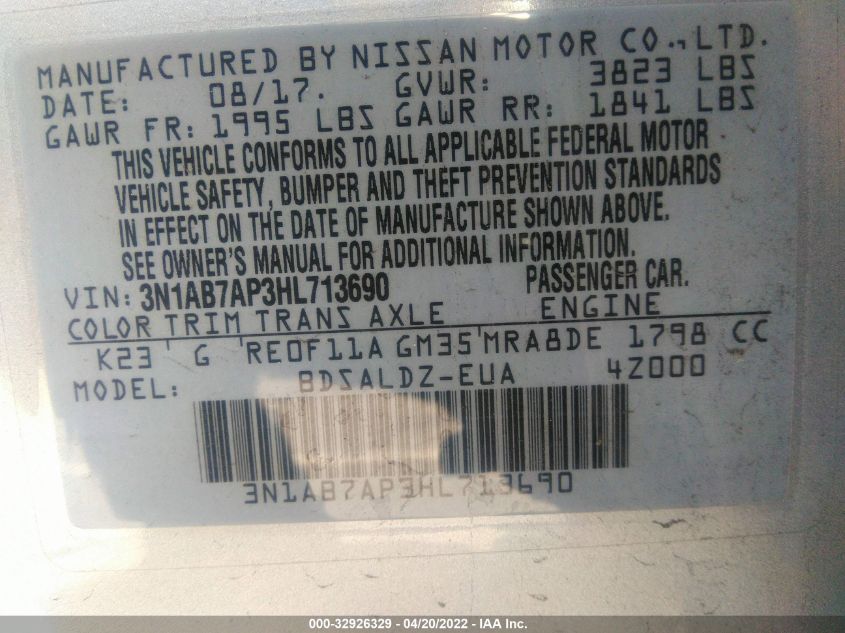 MANUFACTURED BY NISSAN MOTOR CO.,LTD.
DATE: 08/17. GVWR: 3823 LBS
GAWR FR: 1995 LBS GAWR RR: 1841 LBS
THIS VEHICLE CONFORMS TO ALL APPLICABLE FEDERAL MOTOR
VEHICLE SAFETY, BUMPER AND THEFT PREVENTION STANDARDS
IN EFFECT ON THE DATE OF MANUFACTURE SHOWN ABOVE.
SEE OWNER'S MANUAL FOR ADDITIONAL INFORMATION.
VIN: 3N1AB7AP3HL713690 PASSENGER CAR.
COLOR TRIM TRANS AXLE ENGINE
K23 G RE0F11A GM35 MRA8DE 1798 CC
MODEL: BDSALDZ-EUA 4Z000
3N1AB7AP3HL713690
000-32926329 - 04/20/2022 - IAA Inc.